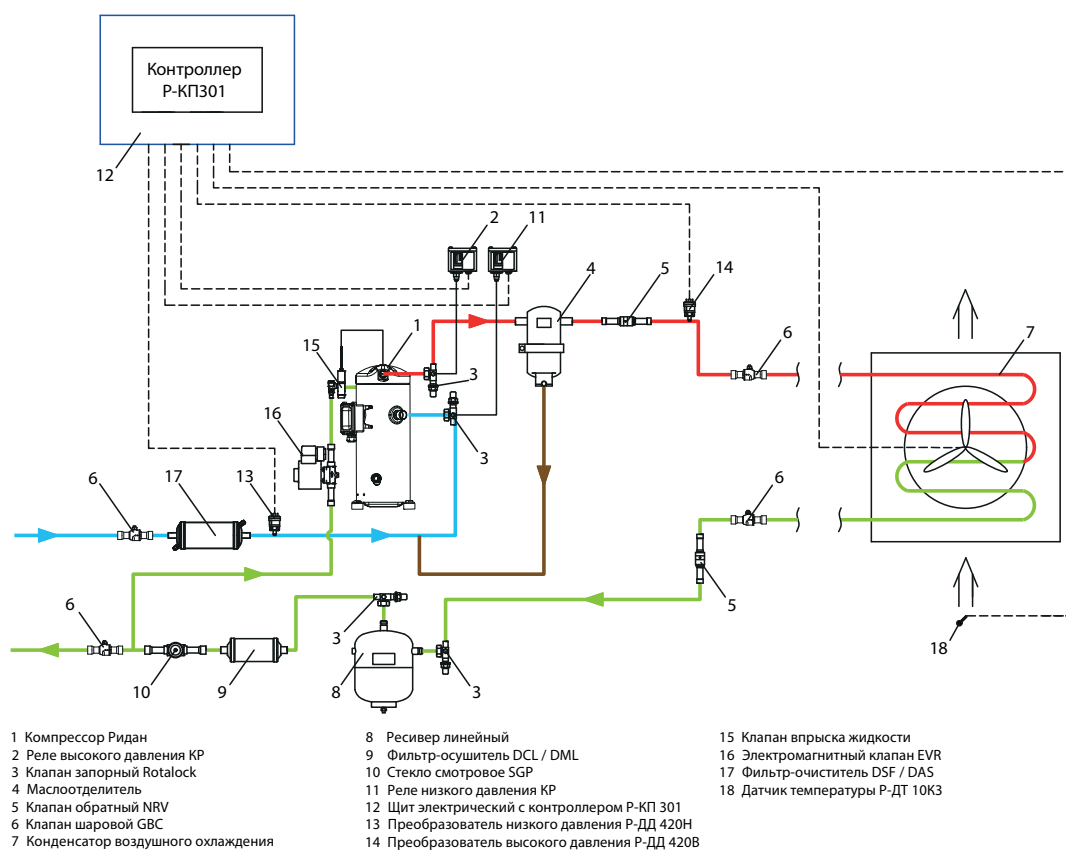 Контроллер
Р-КП301
12
2
11
4
5
14
1
15
3
6
7
16
3
6
17
13
6
5
6
3
18
10
9
8
3
1 Компрессор Ридан
2 Реле высокого давления КР
3 Клапан запорный Rotalock
4 Маслоотделитель
5 Клапан обратный NRV
6 Клапан шаровой GBC
7 Конденсатор воздушного охлаждения
8 Ресивер линейный
9 Фильтр-осушитель DCL / DML
10 Стекло смотровое SGP
11 Реле низкого давления КР
12 Щит электрический с контроллером Р-КП 301
13 Преобразователь низкого давления Р-ДД 420Н
14 Преобразователь высокого давления Р-ДД 420В
15 Клапан впрыска жидкости
16 Электромагнитный клапан EVR
17 Фильтр-очиститель DSF / DAS
18 Датчик температуры Р-ДТ 10К3